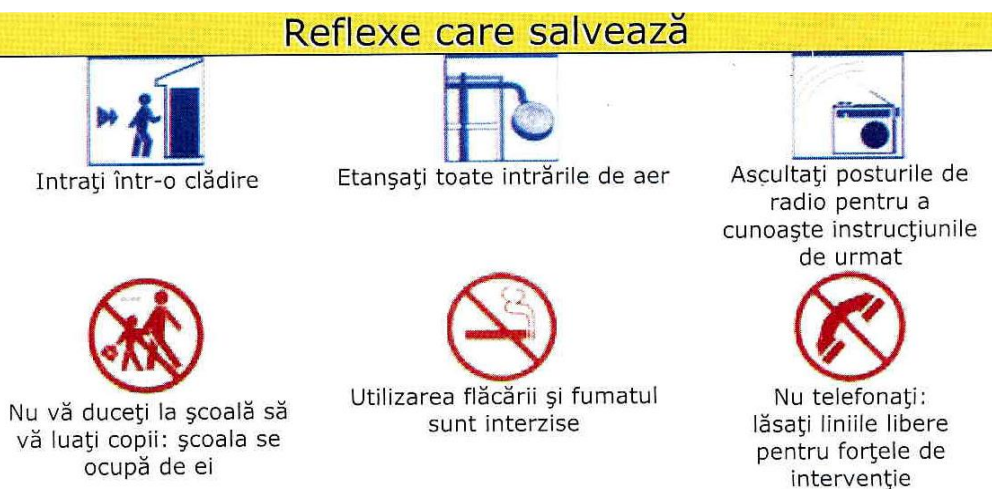 Reflexe care salvează
Intraţi într-o clădire
Etanşaţi toate intrările de aer
Ascultaţi posturile de
radio pentru a
cunoaşte instrucţiunile
de urmat
Nu vă duceţi la şcoală să
vă luaţi copii: şcoala se
ocupă de ei
Utilizarea flăcării şi fumatul
sunt interzise
Nu telefonaţi:
lăsaţi liniile libere
pentru forţele de
intervenţie